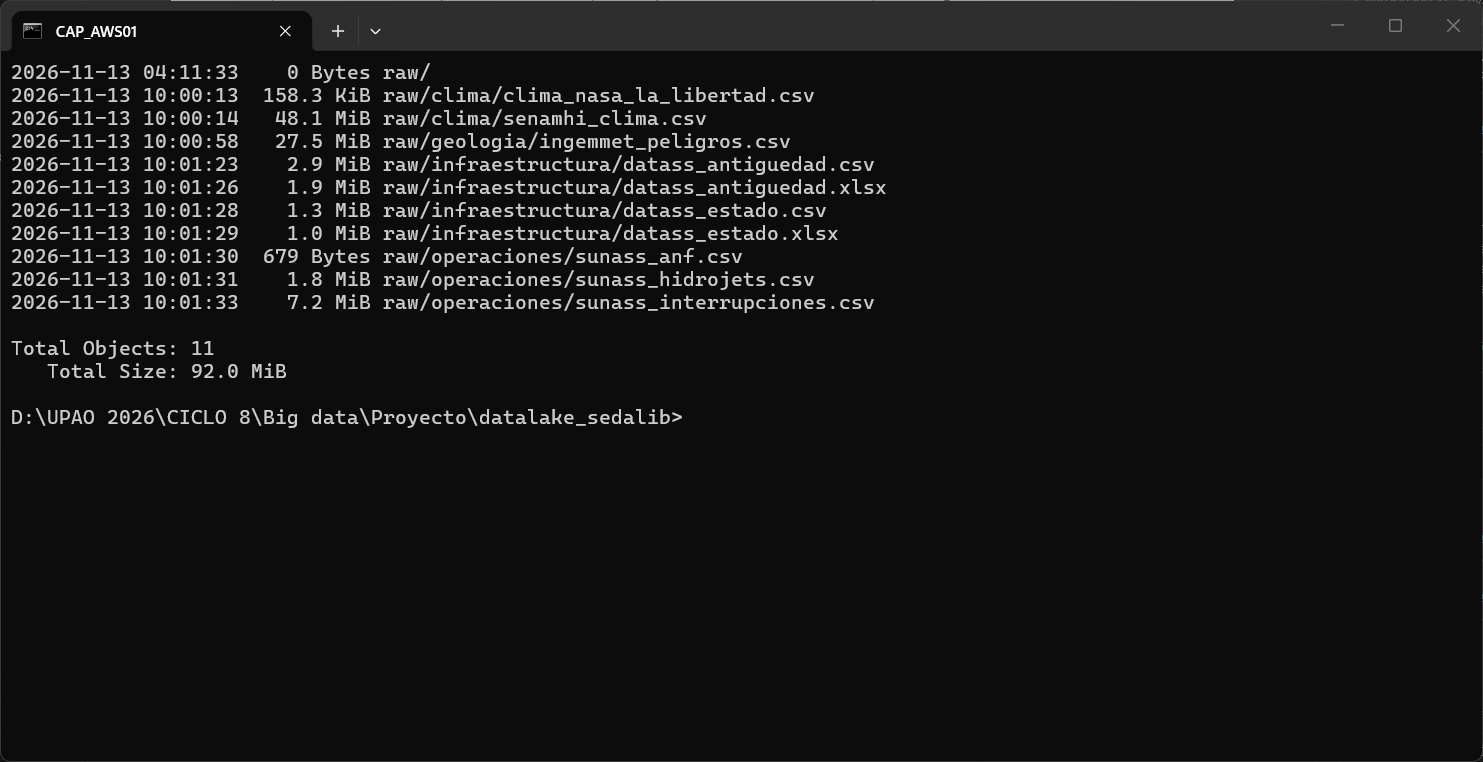 CAP_AWS01
2026-11-13 04:11:33    0 Bytes raw/
2026-11-13 10:00:13  158.3 KiB raw/clima/clima_nasa_la_libertad.csv
2026-11-13 10:00:14   48.1 MiB raw/clima/senamhi_clima.csv
2026-11-13 10:00:58   27.5 MiB raw/geologia/ingemmet_peligros.csv
2026-11-13 10:01:23    2.9 MiB raw/infraestructura/datass_antiguedad.csv
2026-11-13 10:01:26    1.9 MiB raw/infraestructura/datass_antiguedad.xlsx
2026-11-13 10:01:28    1.3 MiB raw/infraestructura/datass_estado.csv
2026-11-13 10:01:29    1.0 MiB raw/infraestructura/datass_estado.xlsx
2026-11-13 10:01:30  679 Bytes raw/operaciones/sunass_anf.csv
2026-11-13 10:01:31    1.8 MiB raw/operaciones/sunass_hidrojets.csv
2026-11-13 10:01:33    7.2 MiB raw/operaciones/sunass_interrupciones.csv
Total Objects: 11
   Total Size: 92.0 MiB
D:\UPAO 2026\CICLO 8\Big data\Proyecto\datalake_sedalib>